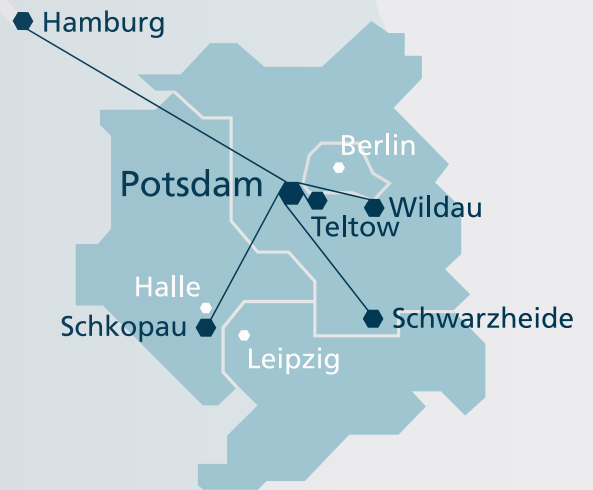 Hamburg
Berlin
Potsdam
Wildau
Teltow
Halle
Schkopau
Schwarzheide
Leipzig